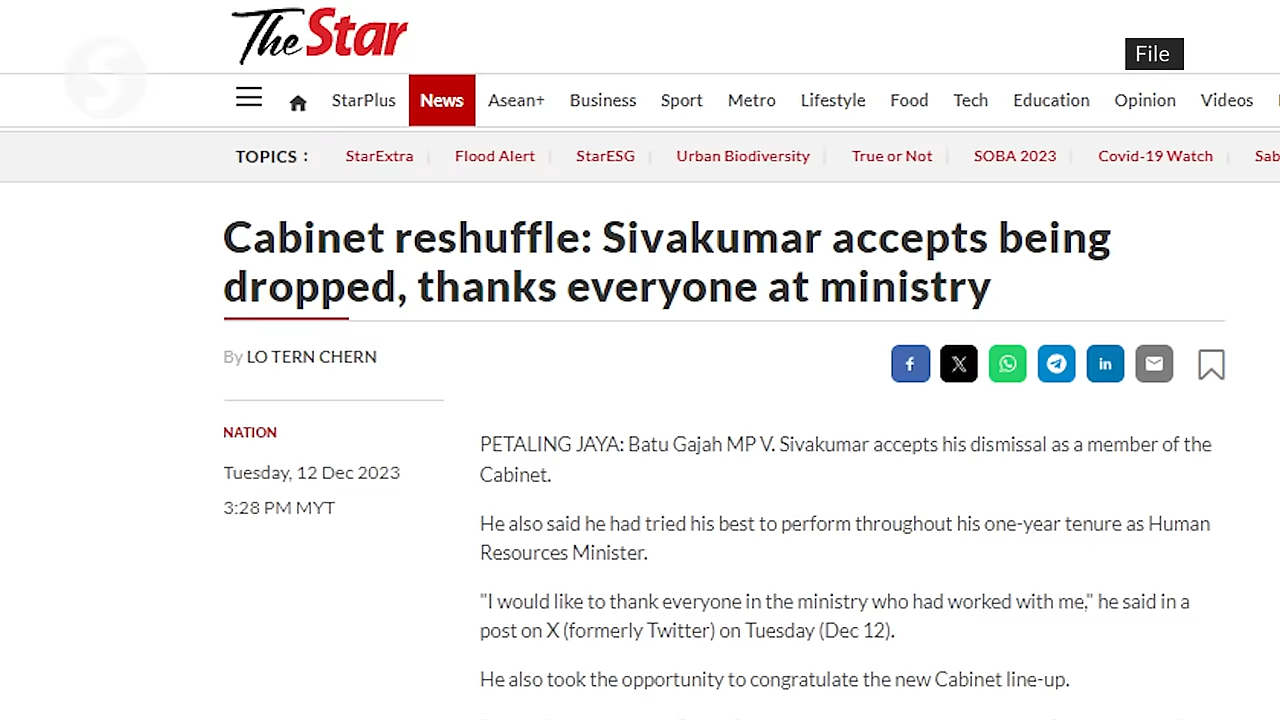 The Star
File
StarPlus News Asean+ Business Sport Metro Lifestyle Food Tech Education Opinion Videos
TOPICS : StarExtra Flood Alert StarESG Urban Biodiversity True or Not SOBA 2023 Covid-19 Watch Sab
Cabinet reshuffle: Sivakumar accepts being
dropped, thanks everyone at ministry
By LO TERN CHERN
NATION
Tuesday, 12 Dec 2023
3:28 PM MYT
PETALING JAYA: Batu Gajah MP V. Sivakumar accepts his dismissal as a member of the
Cabinet.
He also said he had tried his best to perform throughout his one-year tenure as Human
Resources Minister.
"I would like to thank everyone in the ministry who had worked with me," he said in a
post on X (formerly Twitter) on Tuesday (Dec 12).
He also took the opportunity to congratulate the new Cabinet line-up.